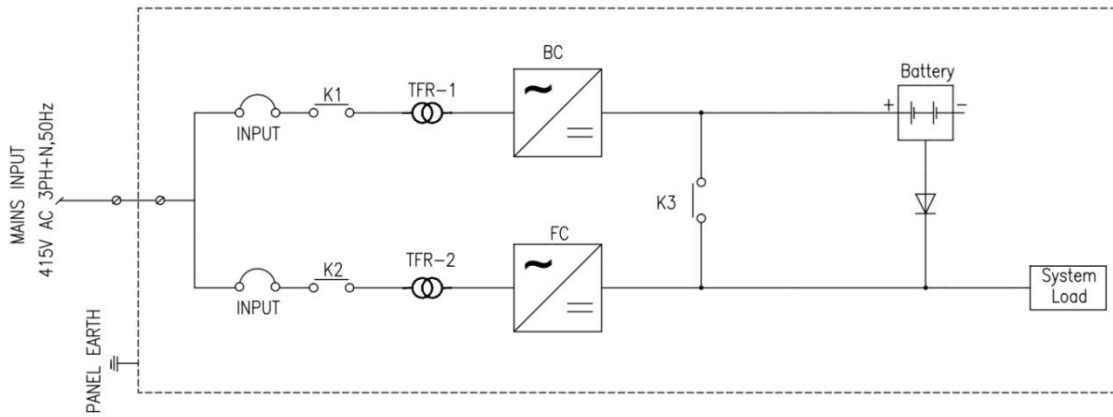 MAINS INPUT
415V AC 3PH+N,50Hz
INPUT
K1
TFR-1
BC
Battery
+
−
K3
INPUT
K2
TFR-2
FC
System
Load
PANEL EARTH